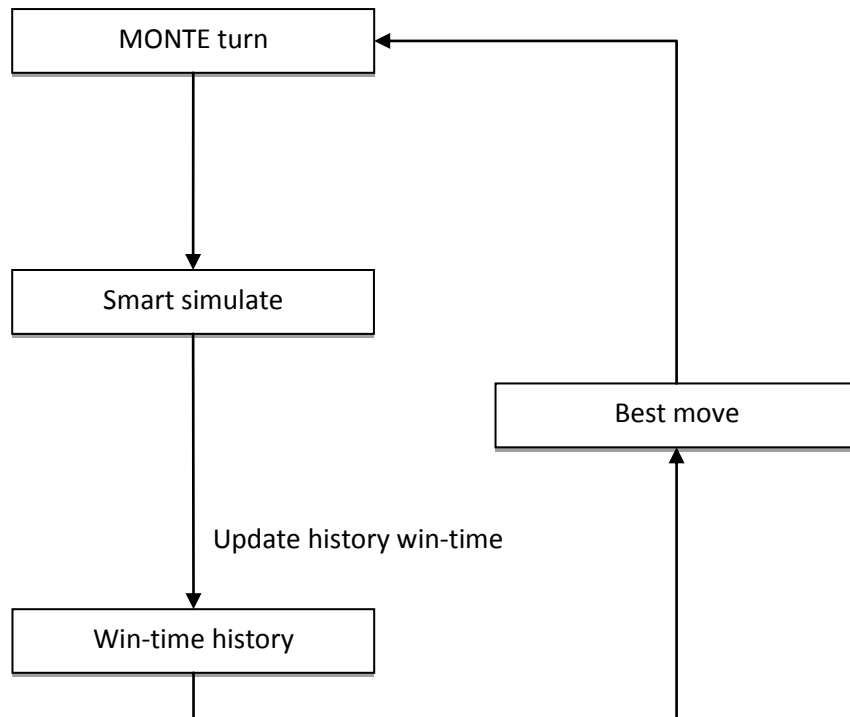 MONTE turn
Smart simulate
Best move
Update history win-time
Win-time history